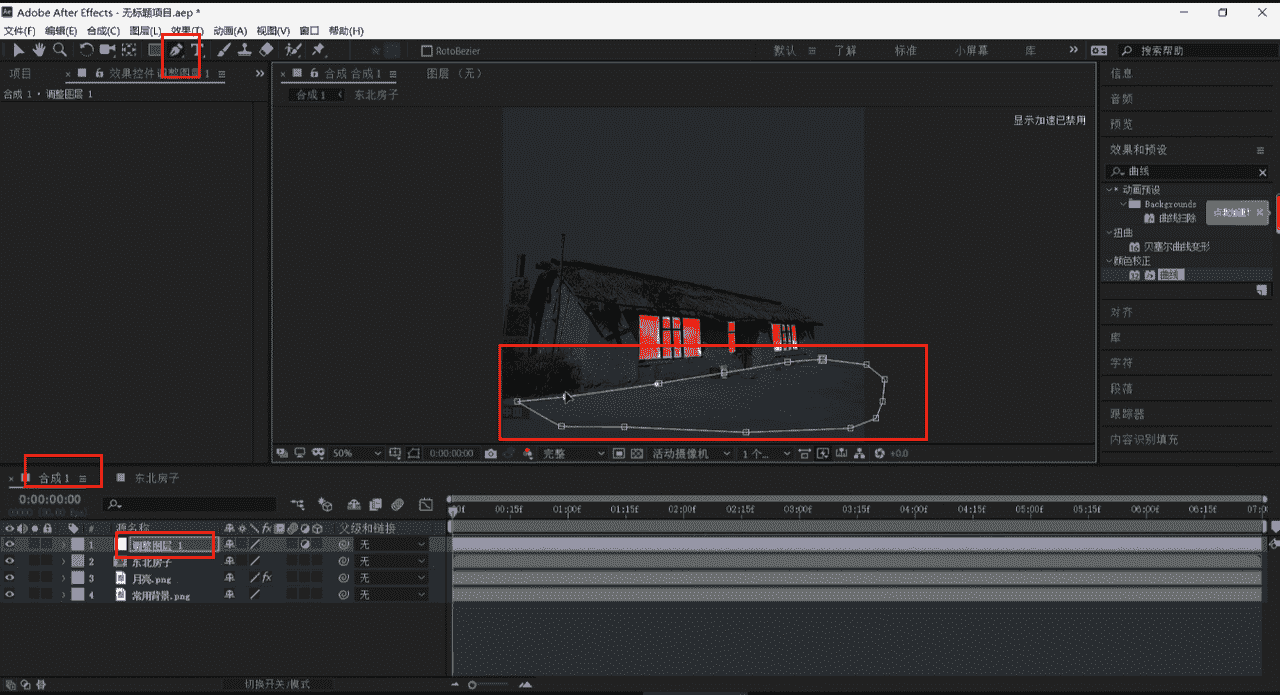 Adobe After Effects - 无标题项目.aep *
文件(F) 编辑(E) 合成(C) 图层(L) 效果(T) 动画(A) 视图(V) 窗口 帮助(H)
RotoBezier 默认 了解 标准 小屏幕 库 搜索帮助
项目 效果控件 调整图层 1 合成 合成 1 图层 (无) 信息
合成 1 • 调整图层 1 合成 1 东北房子
音频
显示加速已禁用
预览
效果和预设
曲线
动画预设
Backgrounds
曲线扫除
扭曲
贝塞尔曲线变形
颜色校正
曲线
对齐
库
字符
段落
跟踪器
内容识别填充
50% 0:00:00:00 完整 活动摄像机 1 个... +0.0
合成 1 东北房子
0:00:00:00
00:15f 01:00f 01:15f 02:00f 02:15f 03:00f 03:15f 04:00f 04:15f 05:00f 05:15f 06:00f 06:15f
# 源名称 父级和链接
1 调整图层 1 无
2 东北房子 无
3 月亮.png 无
4 常用背景.png 无
切换开关/模式